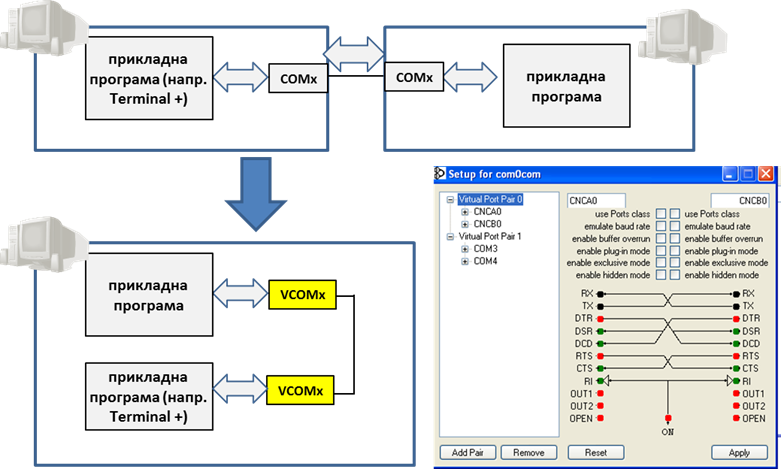 прикладна
програма (напр.
Terminal +)
COMx
COMx
прикладна
програма
прикладна
програма
VCOMx
прикладна
програма (напр.
Terminal +)
VCOMx
Setup for com0com
Virtual Port Pair 0
CNCA0
CNCB0
Virtual Port Pair 1
COM3
COM4
CNCA0 CNCB0
use Ports class use Ports class
emulate baud rate emulate baud rate
enable buffer overrun enable buffer overrun
enable plug-in mode enable plug-in mode
enable exclusive mode enable exclusive mode
enable hidden mode enable hidden mode
RX RX
TX TX
DTR DTR
DSR DSR
DCD DCD
RTS RTS
CTS CTS
RI RI
OUT1 OUT1
OUT2 OUT2
OPEN OPEN
ON
Add Pair Remove Reset Apply